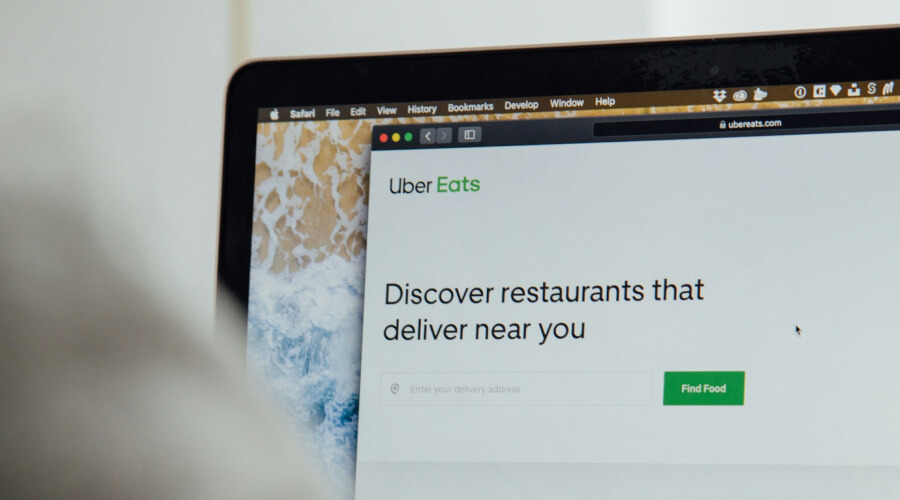 Safari File Edit View History Bookmarks Develop Window Help
ubereats.com
Uber Eats
Discover restaurants that
deliver near you
Enter your delivery address
Find Food